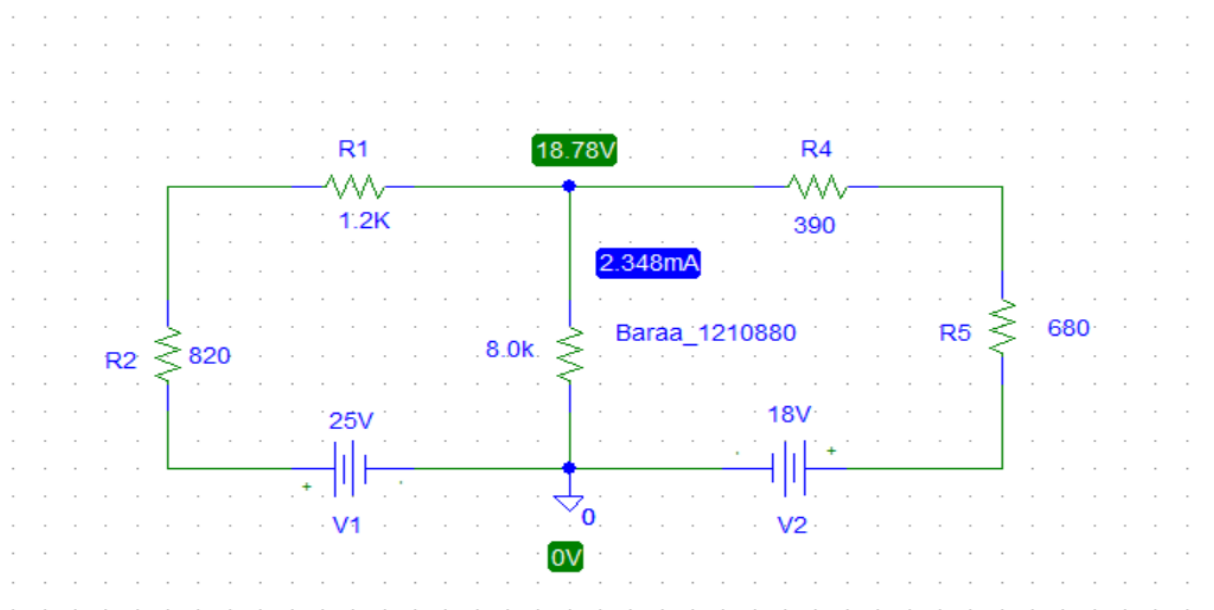 R1
18.78V
R4
1.2K
390
2.348mA
R2
820
8.0k
Baraa_1210880
R5
680
25V
18V
+
-
-
+
V1
0
V2
0V